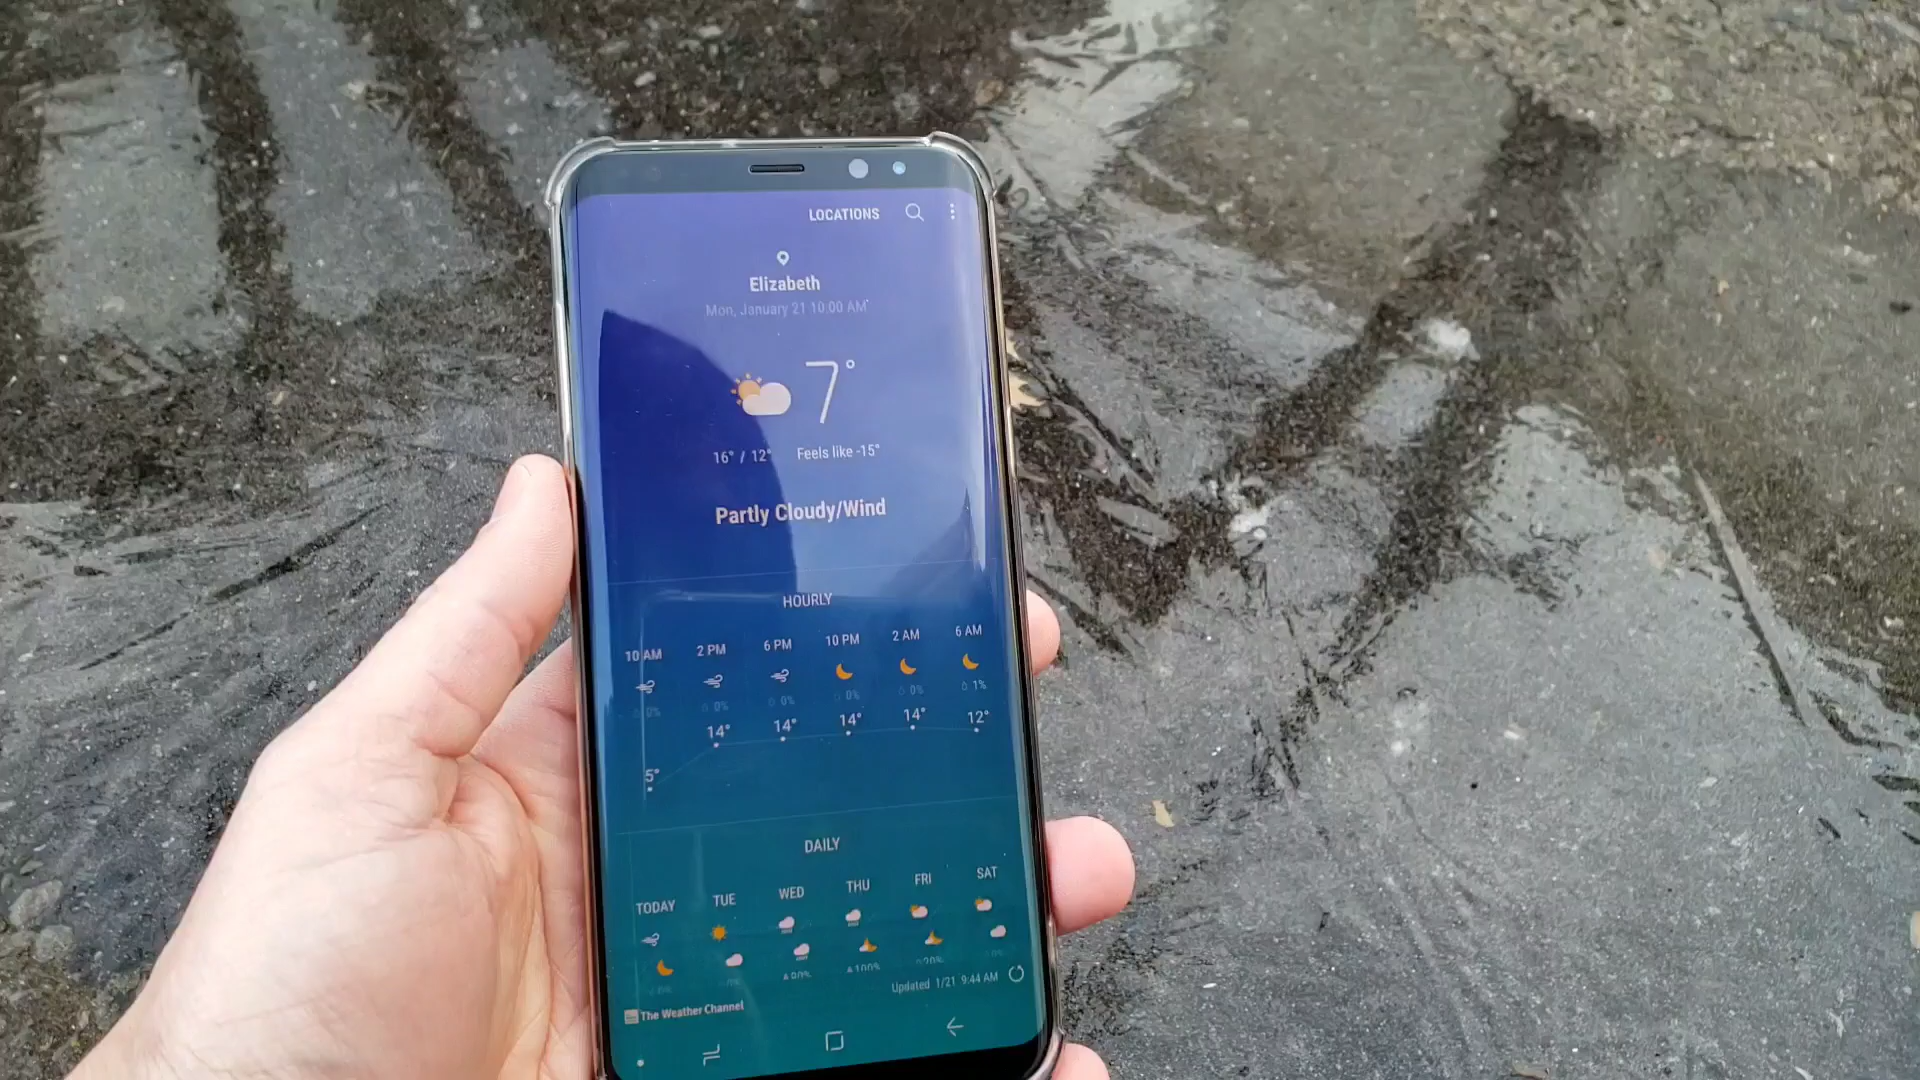 LOCATIONS
Elizabeth
Mon, January 21 10:00 AM
7°
16° / 12° Feels like -15°
Partly Cloudy/Wind
HOURLY
10 AM 2 PM 6 PM 10 PM 2 AM 6 AM
0% 0% 0% 0% 0% 1%
5° 14° 14° 14° 14° 12°
DAILY
TODAY TUE WED THU FRI SAT
100% 20%
Updated 1/21 9:44 AM
The Weather Channel